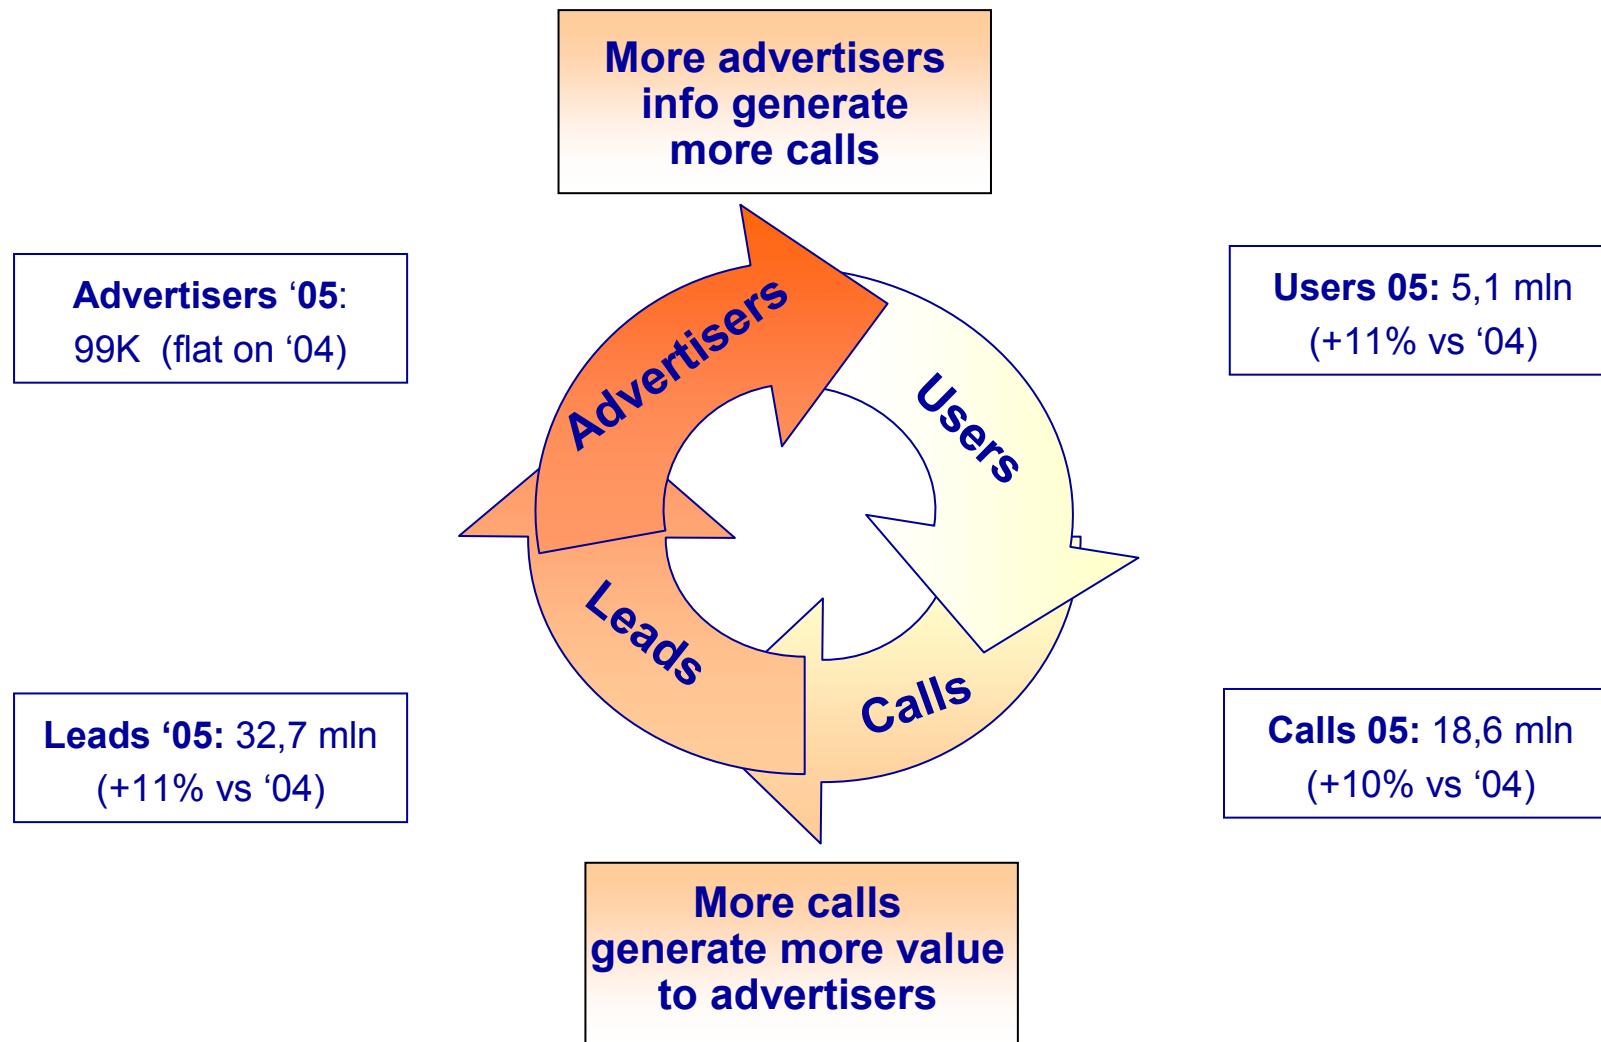 More advertisers
info generate
more calls
Advertisers ‘05:
99K (flat on ‘04)
Users 05: 5,1 mln
(+11% vs ‘04)
Advertisers
Users
Leads
Calls
Leads ‘05: 32,7 mln
(+11% vs ‘04)
Calls 05: 18,6 mln
(+10% vs ‘04)
More calls
generate more value
to advertisers